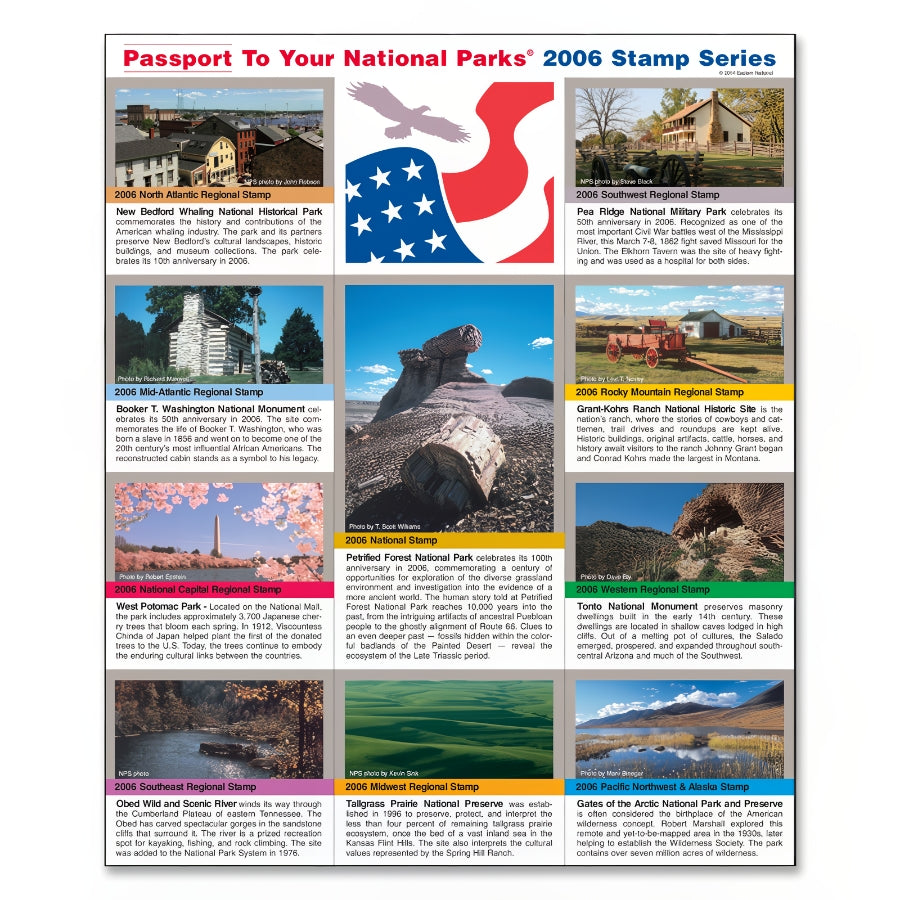 Passport To Your National Parks® 2006 Stamp Series
© 2014 Eastern National
NPS photo by John Robson
2006 North Atlantic Regional Stamp
New Bedford Whaling National Historical Park
commemorates the history and contributions of the
American whaling industry. The park and its partners
preserve New Bedford's cultural landscapes, historic
buildings, and museum collections. The park cele-
brates its 10th anniversary in 2006.
NPS photo by Steve Black
2006 Southwest Regional Stamp
Pea Ridge National Military Park celebrates its
50th anniversary in 2006. Recognized as one of the
most important Civil War battles west of the Mississippi
River, this March 7-8, 1862 fight saved Missouri for the
Union. The Elkhorn Tavern was the site of heavy fight-
ing and was used as a hospital for both sides.
Photo by Richard
2006 Mid-Atlantic Regional Stamp
Booker T. Washington National Monument cel-
ebrates its 50th anniversary in 2006. The site com-
memorates the life of Booker T. Washington, who was
born a slave in 1856 and went on to become one of the
20th century's most influential African Americans. The
reconstructed cabin stands as a symbol to his legacy.
Photo by T. Scott Williams
2006 National Stamp
Petrified Forest National Park celebrates its 100th
anniversary in 2006, commemorating a century of
opportunities for exploration of the diverse grassland
environment and investigation into the evidence of a
more ancient world. The human story told at Petrified
Forest National Park reaches 10,000 years into the
past, from the intriguing artifacts of ancestral Puebloan
people to the ghostly alignment of Route 66. Clues to
an even deeper past — fossils hidden within the color-
ful badlands of the Painted Desert — reveal the
ecosystem of the Late Triassic period.
Photo by T.
2006 Rocky Mountain Regional Stamp
Grant-Kohrs Ranch National Historic Site is the
nation's ranch, where the stories of cowboys and cat-
tlemen, trail drives and roundups are kept alive.
Historic buildings, original artifacts, cattle, horses, and
history await visitors to the ranch Johnny Grant began
and Conrad Kohrs made the largest in Montana.
Photo by Robert Epstein
2006 National Capital Regional Stamp
West Potomac Park - Located on the National Mall,
the park includes approximately 3,700 Japanese cher-
ry trees that bloom each spring. In 1912, Viscountess
Chinda of Japan helped plant the first of the donated
trees to the U.S. Today, the trees continue to embody
the enduring cultural links between the countries.
Photo by Dave
2006 Western Regional Stamp
Tonto National Monument preserves masonry
dwellings built in the early 14th century. These
dwellings are located in shallow caves lodged in high
cliffs. Out of a melting pot of cultures, the Salado
emerged, prospered, and expanded throughout south-
central Arizona and much of the Southwest.
NPS photo
2006 Southeast Regional Stamp
Obed Wild and Scenic River winds its way through
the Cumberland Plateau of eastern Tennessee. The
Obed has carved spectacular gorges in the sandstone
cliffs that surround it. The river is a prized recreation
spot for kayaking, fishing, and rock climbing. The site
was added to the National Park System in 1976.
NPS photo by Kevin Sink
2006 Midwest Regional Stamp
Tallgrass Prairie National Preserve was estab-
lished in 1996 to preserve, protect, and interpret the
less than four percent of remaining tallgrass prairie
ecosystem, once the bed of a vast inland sea in the
Kansas Flint Hills. The site also interprets the cultural
values represented by the Spring Hill Ranch.
Photo by Mark
2006 Pacific Northwest & Alaska Stamp
Gates of the Arctic National Park and Preserve
is often considered the birthplace of the American
wilderness concept. Robert Marshall explored this
remote and yet-to-be-mapped area in the 1930s, later
helping to establish the Wilderness Society. The park
contains over seven million acres of wilderness.